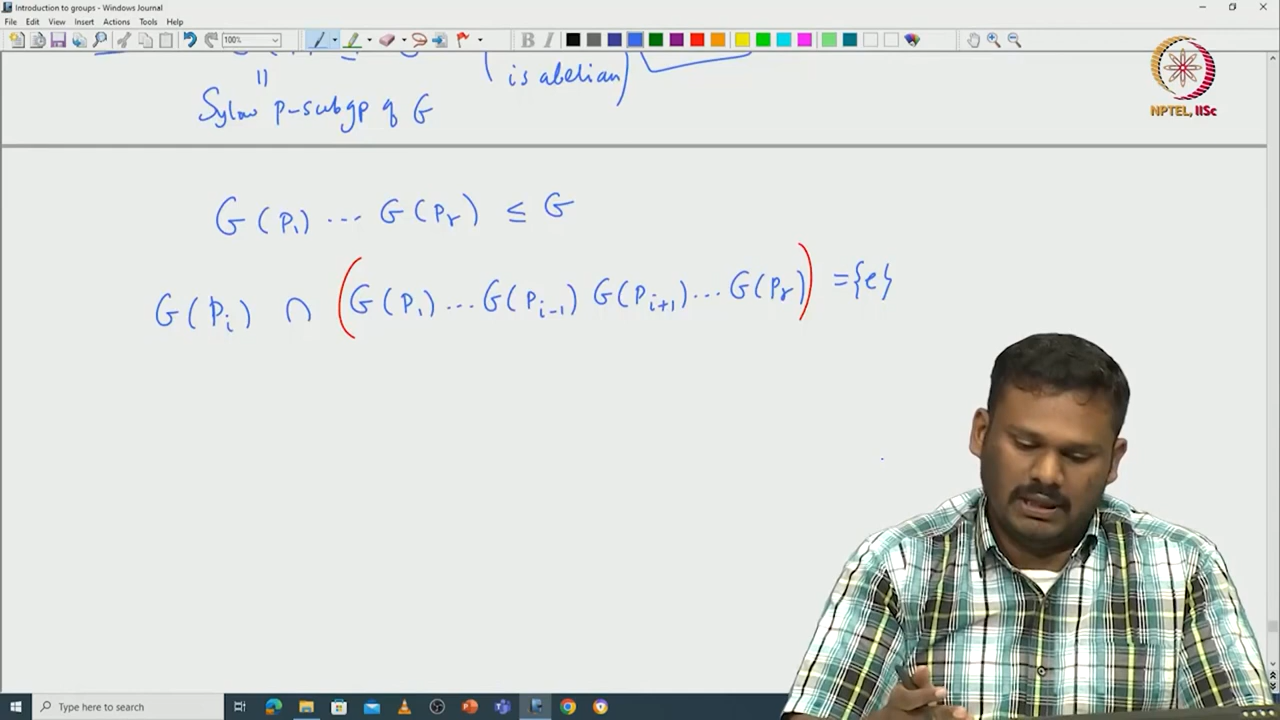 Introduction to groups - Windows Journal
File Edit View Insert Actions Tools Help
100% B I
is abelian)
||
Sylow p-subgp of G
NPTEL, IISc
G(p₁) ... G(pᵣ) ≤ G
G(pᵢ) ∩ (G(p₁) ... G(pᵢ₋₁) G(pᵢ₊₁) ... G(pᵣ)) = {e}
Type here to search